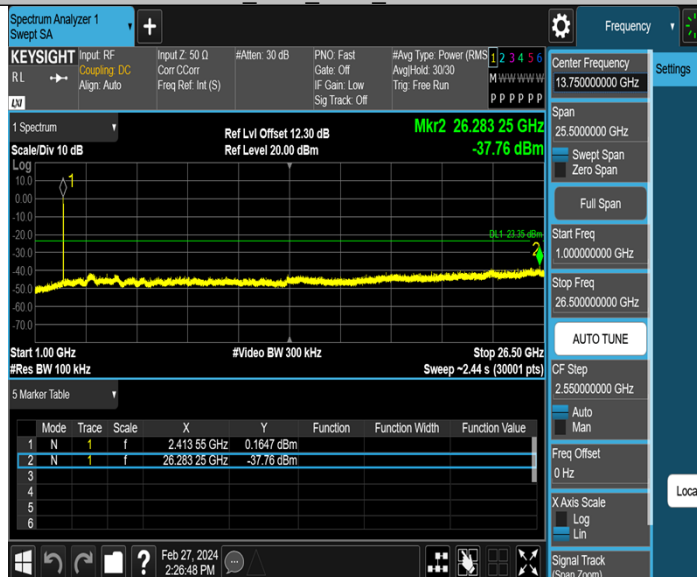 Spectrum Analyzer 1
Swept SA
+
Frequency
KEYSIGHT
RL
LXI
Input: RF
Coupling: DC
Align: Auto
Input Z: 50 Ω
Corr CCorr
Freq Ref: Int (S)
#Atten: 30 dB
PNO: Fast
Gate: Off
IF Gain: Low
Sig Track: Off
#Avg Type: Power (RMS
Avg|Hold: 30/30
Trig: Free Run
1 2 3 4 5 6
M W W W W W
P P P P P P
1 Spectrum
Scale/Div 10 dB
Ref Lvl Offset 12.30 dB
Ref Level 20.00 dBm
Mkr2 26.283 25 GHz
-37.76 dBm
Log
10.0
0.00
-10.0
-20.0
-30.0
-40.0
-50.0
-60.0
-70.0
1
DL1 -23.35 dBm
2
Start 1.00 GHz
#Res BW 100 kHz
#Video BW 300 kHz
Stop 26.50 GHz
Sweep ~2.44 s (30001 pts)
5 Marker Table
Mode Trace Scale X Y Function Function Width Function Value
1 N 1 f 2.413 55 GHz 0.1647 dBm
2 N 1 f 26.283 25 GHz -37.76 dBm
3
4
5
6
?
Feb 27, 2024
2:26:48 PM
Center Frequency
13.750000000 GHz
Settings
Span
25.5000000 GHz
Swept Span
Zero Span
Full Span
Start Freq
1.000000000 GHz
Stop Freq
26.500000000 GHz
AUTO TUNE
CF Step
2.550000000 GHz
Auto
Man
Freq Offset
0 Hz
X Axis Scale
Log
Lin
Signal Track
(Span Zoom)
Loca